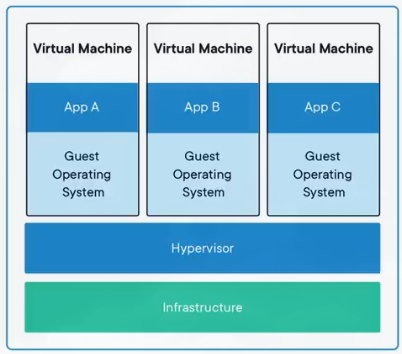 Virtual Machine
App A
Guest
Operating
System
Virtual Machine
App B
Guest
Operating
System
Virtual Machine
App C
Guest
Operating
System
Hypervisor
Infrastructure